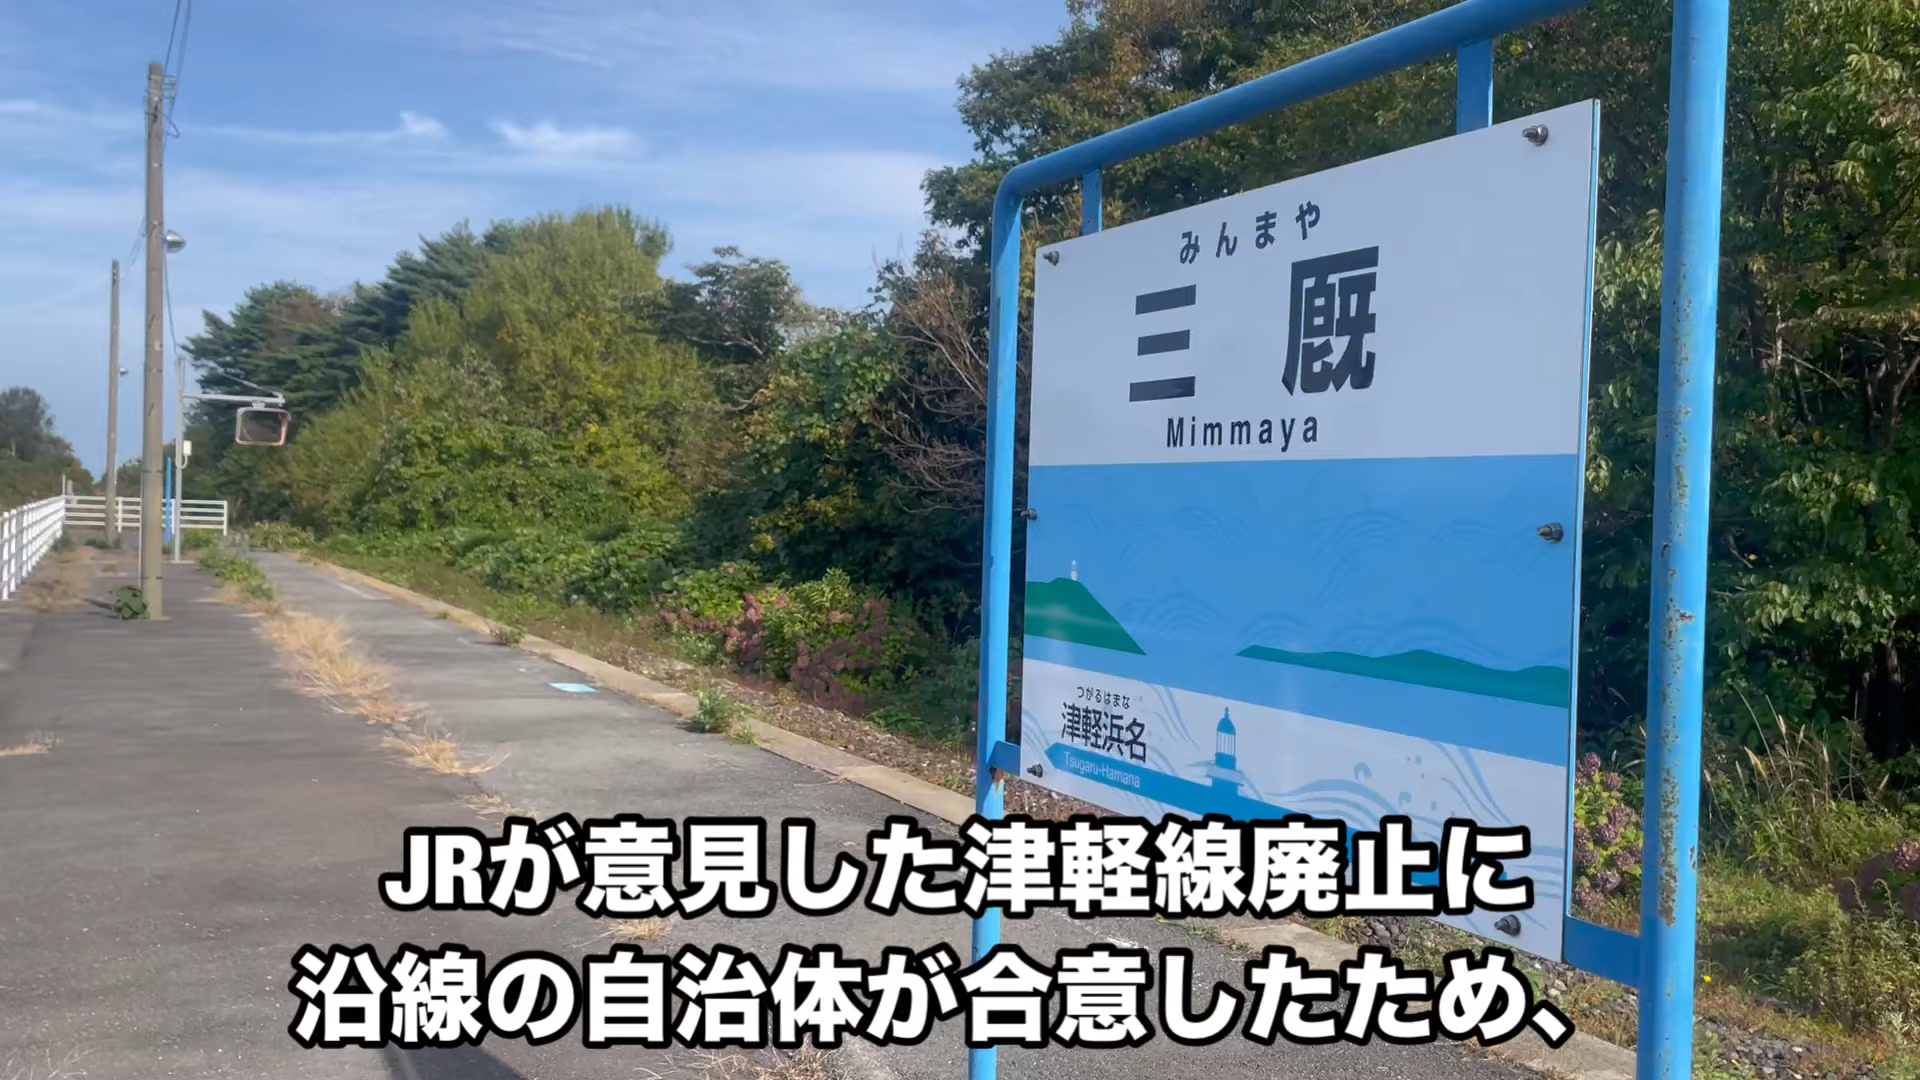 みんまや
三厩
Mimmaya
つがるはまな
津軽浜名
Tsugaru-Hamana
JRが意見した津軽線廃止に
沿線の自治体が合意したため、